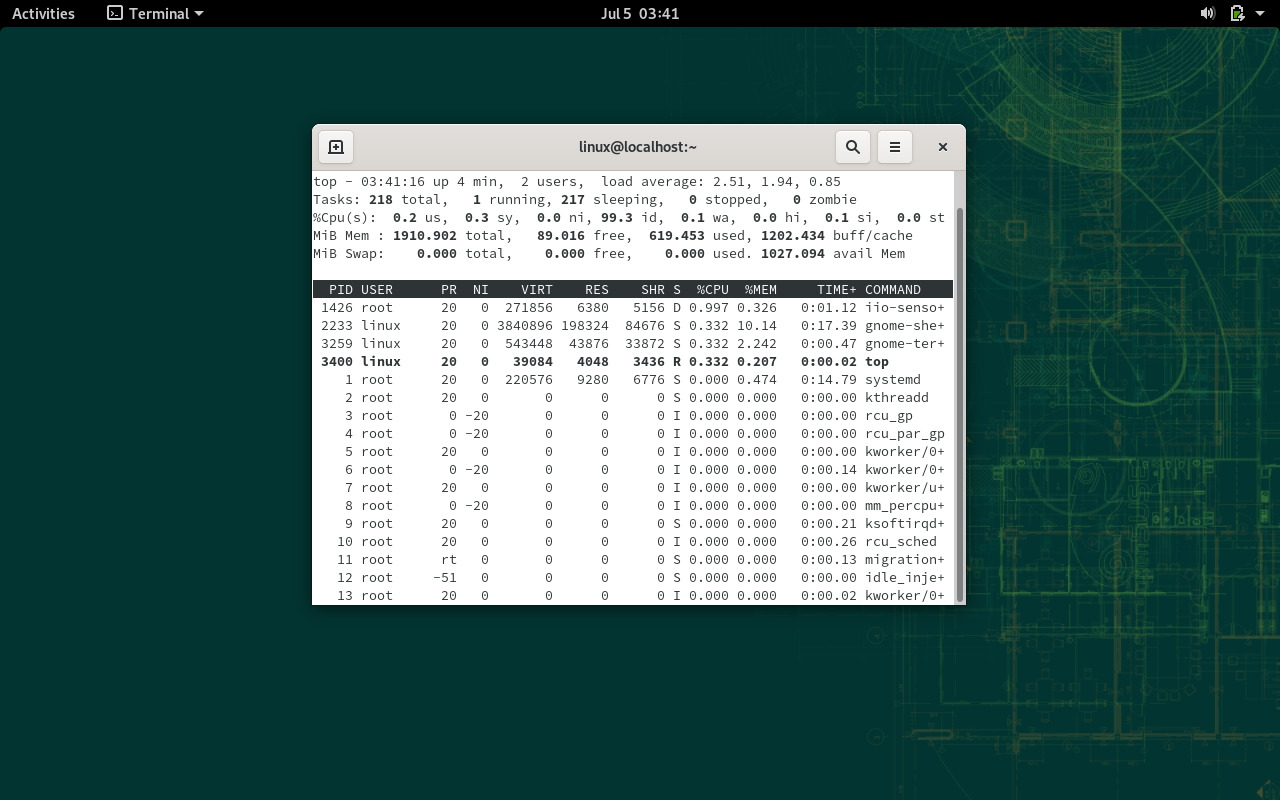 Activities Terminal Jul 5 03:41
linux@localhost:~
top - 03:41:16 up 4 min,  2 users,  load average: 2.51, 1.94, 0.85
Tasks: 218 total,   1 running, 217 sleeping,   0 stopped,   0 zombie
%Cpu(s):  0.2 us,  0.3 sy,  0.0 ni, 99.3 id,  0.1 wa,  0.0 hi,  0.1 si,  0.0 st
MiB Mem : 1910.902 total,   89.016 free,  619.453 used, 1202.434 buff/cache
MiB Swap:    0.000 total,    0.000 free,    0.000 used. 1027.094 avail Mem
PID USER      PR  NI    VIRT    RES    SHR S  %CPU  %MEM     TIME+ COMMAND
1426 root      20   0  271856   6380   5156 D 0.997 0.326   0:01.12 iio-senso+
2233 linux     20   0 3840896 198324  84676 S 0.332 10.14   0:17.39 gnome-she+
3259 linux     20   0  543448  43876  33872 S 0.332 2.242   0:00.47 gnome-ter+
3400 linux     20   0   39084   4048   3436 R 0.332 0.207   0:00.02 top
1 root      20   0  220576   9280   6776 S 0.000 0.474   0:14.79 systemd
2 root      20   0       0      0      0 S 0.000 0.000   0:00.00 kthreadd
3 root       0 -20       0      0      0 I 0.000 0.000   0:00.00 rcu_gp
4 root       0 -20       0      0      0 I 0.000 0.000   0:00.00 rcu_par_gp
5 root      20   0       0      0      0 I 0.000 0.000   0:00.00 kworker/0+
6 root       0 -20       0      0      0 I 0.000 0.000   0:00.14 kworker/0+
7 root      20   0       0      0      0 I 0.000 0.000   0:00.00 kworker/u+
8 root       0 -20       0      0      0 I 0.000 0.000   0:00.00 mm_percpu+
9 root      20   0       0      0      0 S 0.000 0.000   0:00.21 ksoftirqd+
10 root      20   0       0      0      0 I 0.000 0.000   0:00.26 rcu_sched
11 root      rt   0       0      0      0 S 0.000 0.000   0:00.13 migration+
12 root     -51   0       0      0      0 S 0.000 0.000   0:00.00 idle_inje+
13 root      20   0       0      0      0 I 0.000 0.000   0:00.02 kworker/0+